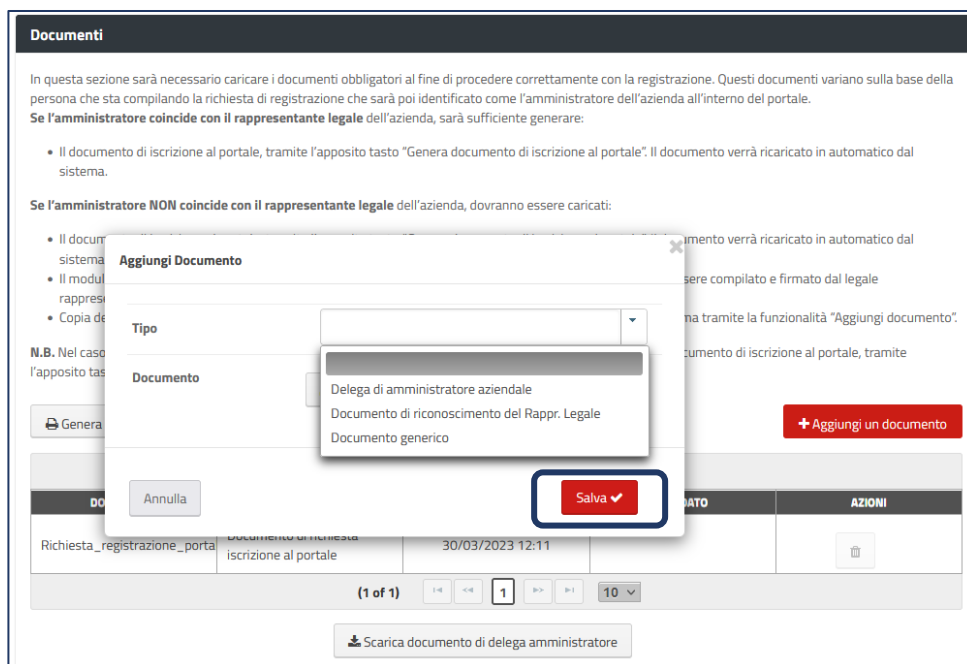 Documenti
In questa sezione sarà necessario caricare i documenti obbligatori al fine di procedere correttamente con la registrazione. Questi documenti variano sulla base della
persona che sta compilando la richiesta di registrazione che sarà poi identificato come l'amministratore dell'azienda all'interno del portale.
Se l'amministratore coincide con il rappresentante legale dell'azienda, sarà sufficiente generare:
• Il documento di iscrizione al portale, tramite l'apposito tasto "Genera documento di iscrizione al portale". Il documento verrà ricaricato in automatico dal
sistema.
Se l'amministratore NON coincide con il rappresentante legale dell'azienda, dovranno essere caricati:
• Il docum
umento verrà ricaricato in automatico dal
sistema
• Il modul
sere compilato e firmato dal legale
rappres
• Copia de
ma tramite la funzionalità "Aggiungi documento".
N.B. Nel caso
cumento di iscrizione al portale, tramite
l'apposito tas
Aggiungi Documento
Tipo
Documento
Delega di amministratore aziendale
Documento di riconoscimento del Rappr. Legale
Documento generico
Annulla
Salva
Genera
+ Aggiungi un documento
DO
ATO
AZIONI
Richiesta_registrazione_porta
Documento di richiesta
iscrizione al portale
30/03/2023 12:11
(1 of 1)
1
10
Scarica documento di delega amministratore